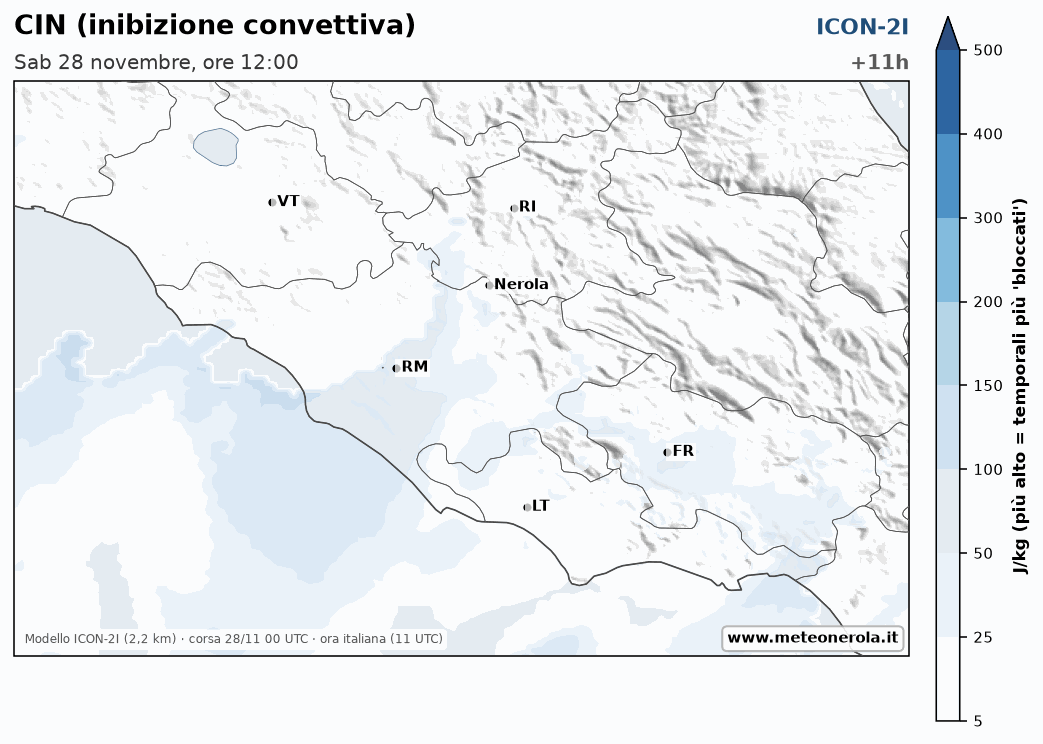 CIN (inibizione convettiva)
ICON-2I
Sab 28 novembre, ore 12:00
+11h
500
400
300
200
150
100
50
25
5
J/kg (più alto = temporali più 'bloccati')
VT
RI
Nerola
RM
FR
LT
Modello ICON-2I (2,2 km) · corsa 28/11 00 UTC · ora italiana (11 UTC)
www.meteonerola.it